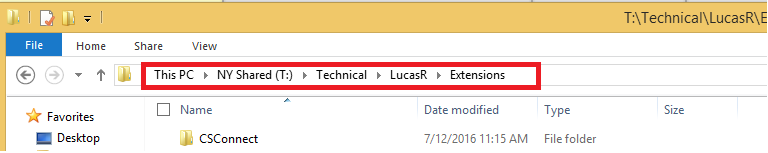 T:\Technical\LucasR\E
File Home Share View
This PC NY Shared (T:) Technical LucasR Extensions
Name Date modified Type Size
Favorites
CSConnect 7/12/2016 11:15 AM File folder
Desktop